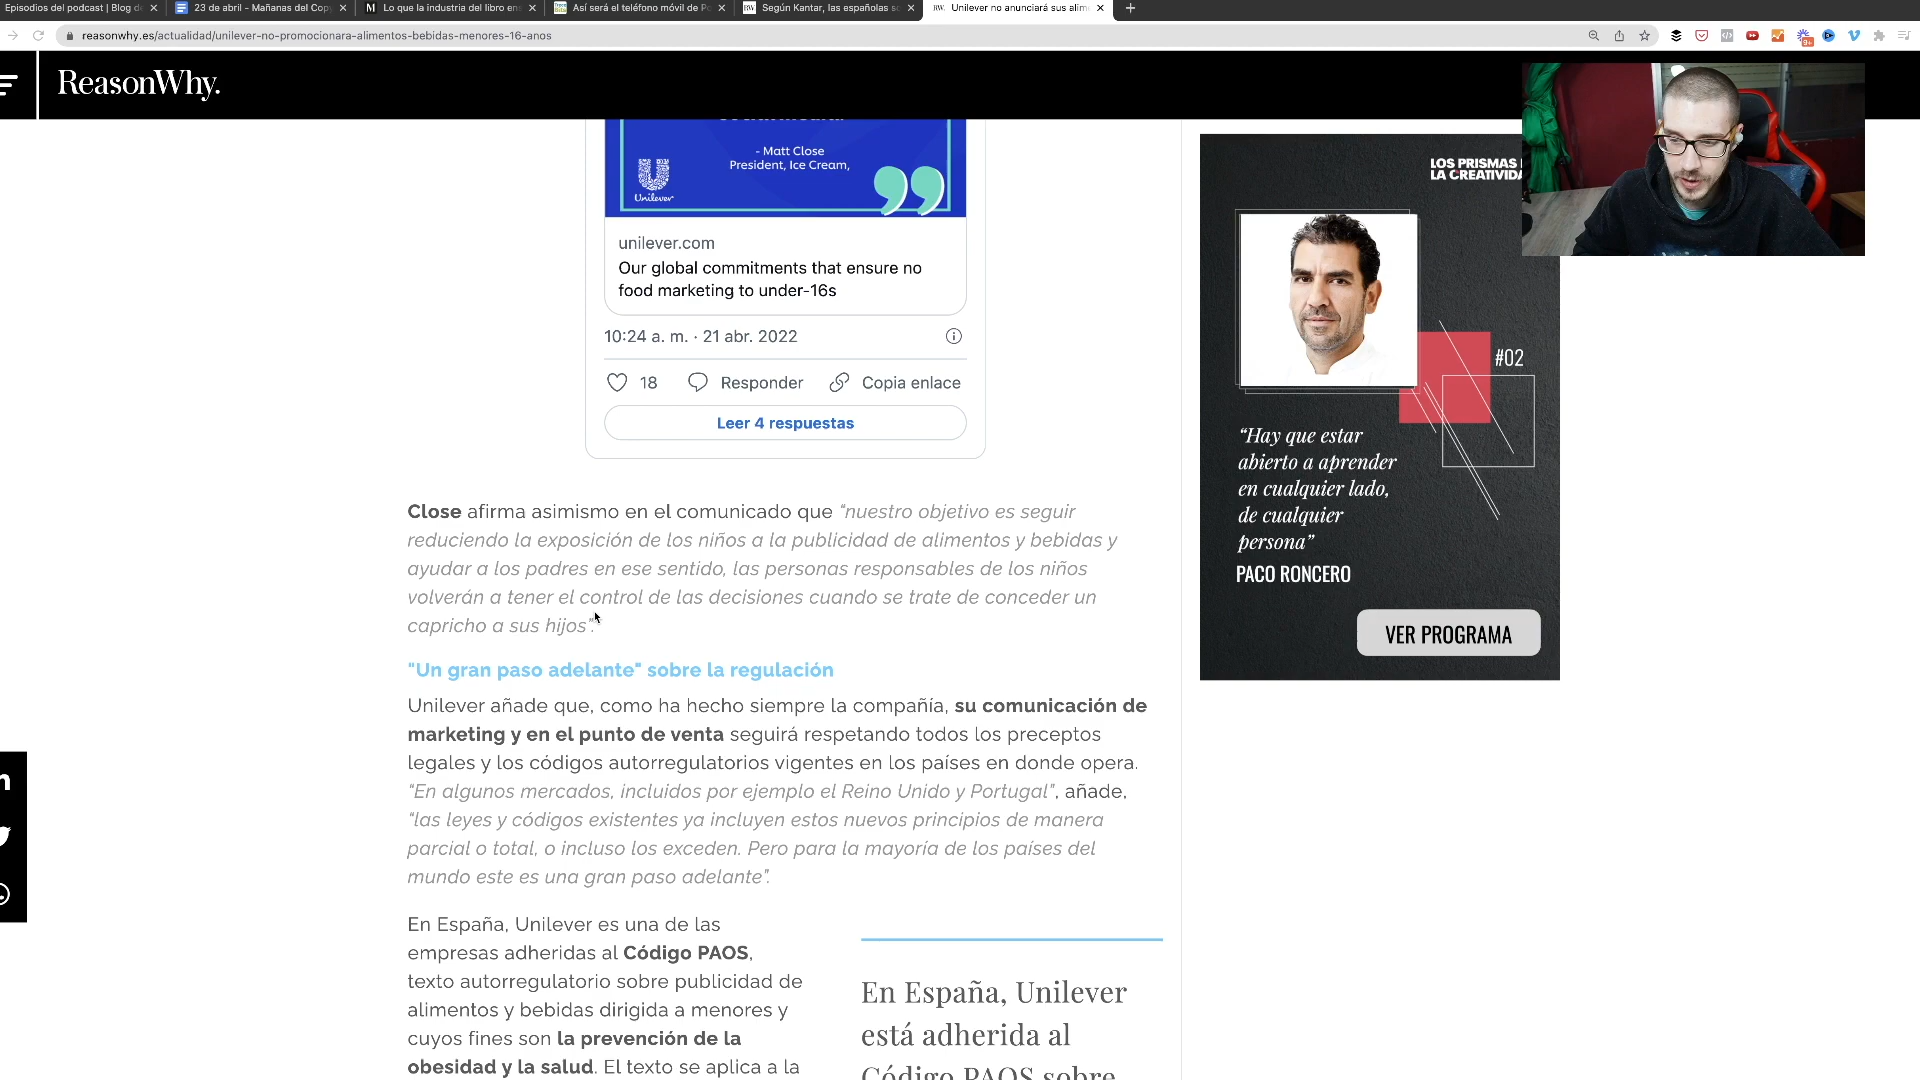 Episodios del podcast | Blog de
23 de abril - Mañanas del Cop
Lo que la industria del libro en
Así será el teléfono móvil de P
Según Kantar, las españolas s
Unilever no anunciará sus alim
reasonwhy.es/actualidad/unilever-no-promocionara-alimentos-bebidas-menores-16-anos
ReasonWhy.
- Matt Close
President, Ice Cream,
Unilever
unilever.com
Our global commitments that ensure no
food marketing to under-16s
10:24 a. m. · 21 abr. 2022
18 Responder Copia enlace
Leer 4 respuestas
Close afirma asimismo en el comunicado que “nuestro objetivo es seguir
reduciendo la exposición de los niños a la publicidad de alimentos y bebidas y
ayudar a los padres en ese sentido, las personas responsables de los niños
volverán a tener el control de las decisiones cuando se trate de conceder un
capricho a sus hijos”.
"Un gran paso adelante" sobre la regulación
Unilever añade que, como ha hecho siempre la compañía, su comunicación de
marketing y en el punto de venta seguirá respetando todos los preceptos
legales y los códigos autorregulatorios vigentes en los países en donde opera.
“En algunos mercados, incluidos por ejemplo el Reino Unido y Portugal”, añade,
“las leyes y códigos existentes ya incluyen estos nuevos principios de manera
parcial o total, o incluso los exceden. Pero para la mayoría de los países del
mundo este es una gran paso adelante”.
En España, Unilever es una de las
empresas adheridas al Código PAOS,
texto autorregulatorio sobre publicidad de
alimentos y bebidas dirigida a menores y
cuyos fines son la prevención de la
obesidad y la salud. El texto se aplica a la
En España, Unilever
está adherida al
Código PAOS sobre
LOS PRISMAS
LA CREATIVIDA
#02
“Hay que estar
abierto a aprender
en cualquier lado,
de cualquier
persona”
PACO RONCERO
VER PROGRAMA